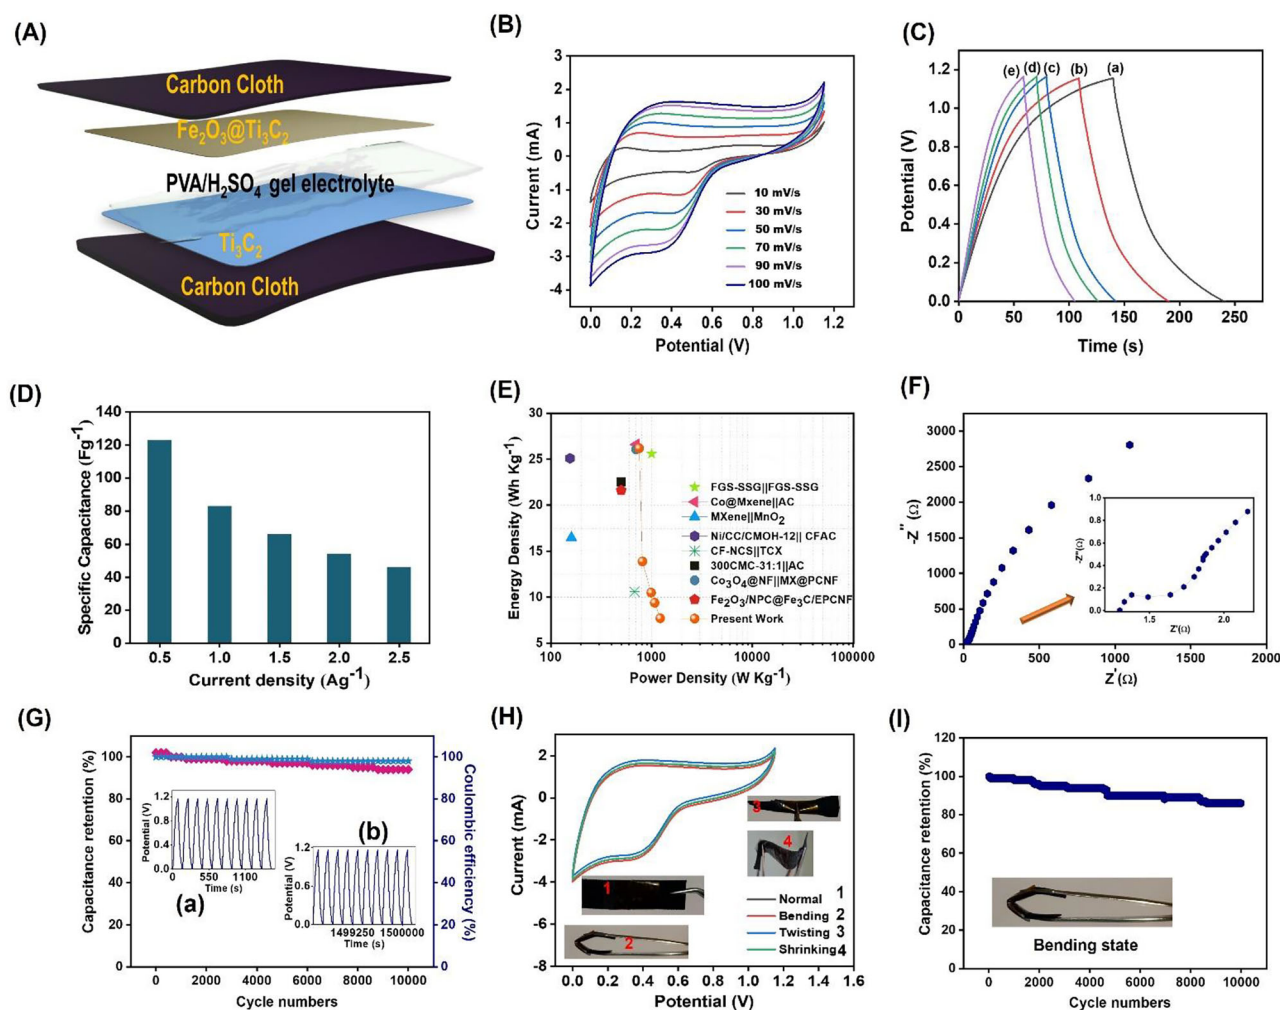 (A)
Carbon Cloth
Fe2O3@Ti3C2
PVA/H2SO4 gel electrolyte
Ti3C2
Carbon Cloth
(B)
Current (mA)
3
2
1
0
-1
-2
-3
-4
10 mV/s
30 mV/s
50 mV/s
70 mV/s
90 mV/s
100 mV/s
0.0 0.2 0.4 0.6 0.8 1.0 1.2
Potential (V)
(C)
Potential (V)
1.2
1.0
0.8
0.6
0.4
0.2
0.0
(e) (d) (c) (b) (a)
0 50 100 150 200 250
Time (s)
(D)
Specific Capacitance (Fg-1)
140
120
100
80
60
40
20
0
0.5 1.0 1.5 2.0 2.5
Current density (Ag-1)
(E)
Energy Density (Wh Kg-1)
30
25
20
15
10
5
FGS-SSG||FGS-SSG
Co@Mxene||AC
MXene||MnO2
Ni/CC/CMOH-12|| CFAC
CF-NCS||TCX
300CMC-31:1||AC
Co3O4@NF||MX@PCNF
Fe2O3/NPC@Fe3C/EPCNF
Present Work
100 1000 10000 100000
Power Density (W Kg-1)
(F)
-Z'' (Ω)
3000
2500
2000
1500
1000
500
0
1.0
0.8
0.6
0.4
0.2
0.0
-Z''(Ω)
1.5 2.0
Z'(Ω)
0 500 1000 1500 2000
Z'(Ω)
(G)
Capacitance retention (%)
100
80
60
40
20
0
Potential (V)
1.2
0.8
0.4
0.0
0 550 1100
Time (s)
(a)
(b)
Potential (V)
1.2
0.6
0.0
1499250 1500000
Time (s)
100
80
60
40
20
0
Coulombic efficiency (%)
0 2000 4000 6000 8000 10000
Cycle numbers
(H)
Current (mA)
4
2
0
-2
-4
-6
-8
3
4
1
2
Normal 1
Bending 2
Twisting 3
Shrinking 4
0.0 0.4 0.8 1.2 1.6
Potential (V)
(I)
Capacitance retention (%)
120
100
80
60
40
20
0
Bending state
0 2000 4000 6000 8000 10000
Cycle numbers